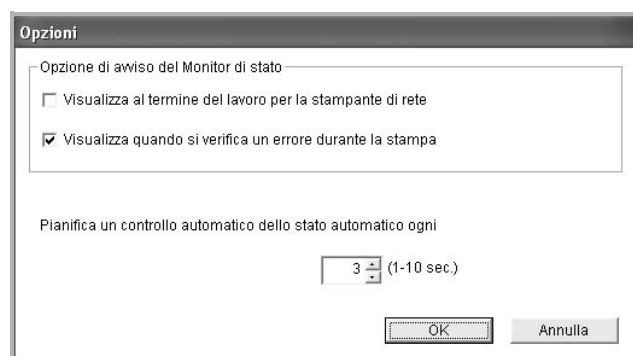 Opzioni
Opzione di avviso del Monitor di stato
Visualizza al termine del lavoro per la stampante di rete
Visualizza quando si verifica un errore durante la stampa
Pianifica un controllo automatico dello stato automatico ogni
3 (1-10 sec.)
OK Annulla